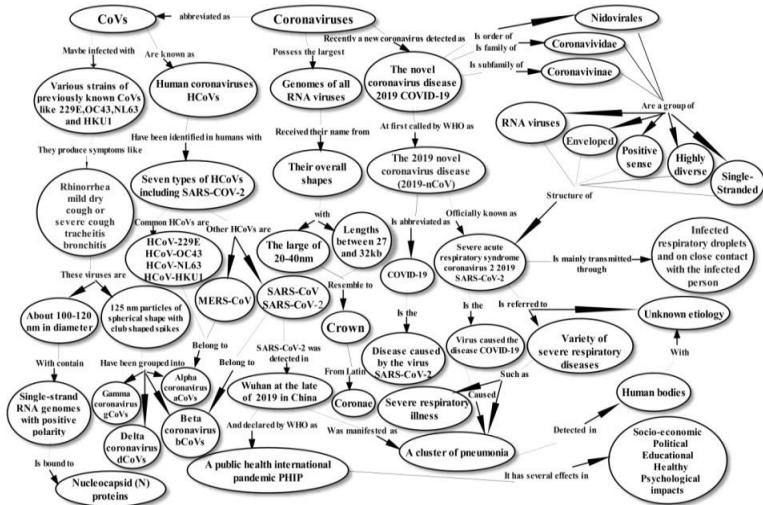 CoVs
abbreviated as
Coronaviruses
Nidovirales
Recently a new coronavirus detected as
Is order of
Is family of
Coronavividae
Maybe infected with
Are known as
Possess the largest
Is subfamily of
Coronavivinae
Various strains of
previously known CoVs
like 229E,OC43,NL63
and HKU1
Human coronaviruses
HCoVs
Genomes of all
RNA viruses
The novel
coronavirus disease
2019 COVID-19
Are a group of
RNA viruses
Enveloped
Positive
sense
Highly
diverse
Single-
Stranded
Have been identified in humans with
Received their name from
At first called by WHO as
They produce symptoms like
Seven types of HCoVs
including SARS-COV-2
Their overall
shapes
The 2019 novel
coronavirus disease
(2019-nCoV)
Structure of
Rhinorrhea
mild dry
cough or
severe cough
tracheitis
bronchitis
Common HCoVs are
HCoV-229E
HCoV-OC43
HCoV-NL63
HCoV-HKU1
Other HCoVs are
with
The large of
20-40nm
Lengths
between 27
and 32kb
Is abbreviated as
Officially known as
Severe acute
respiratory syndrome
coronavirus 2 2019
SARS-CoV-2
Is mainly transmitted
through
Infected
respiratory droplets
and on close contact
with the infected
person
These viruses are
MERS-CoV
SARS-CoV
SARS-CoV-2
COVID-19
Resemble to
About 100-120
nm in diameter
125 nm particles of
spherical shape with
club shaped spikes
Crown
Is the
Is the
Is referred to
Unknown etiology
Belong to
SARS-CoV-2 was
detected in
Disease caused
by the virus
SARS-CoV-2
Virus caused the
disease COVID-19
Variety of
severe respiratory
diseases
With
With contain
Have been grouped into
Belong to
From Latin
Such as
Single-strand
RNA genomes
with positive
polarity
Gamma
coronavirus
gCoVs
Alpha
coronavirus
aCoVs
Wuhan at the late
of 2019 in China
Coronae
Severe respiratory
illness
Caused
Human bodies
Delta
coronavirus
dCoVs
Beta
coronavirus
bCoVs
And declared by WHO as
Was manifested as
A cluster of pneumonia
Detected in
Is bound to
Nucleocapsid (N)
proteins
A public health international
pandemic PHIP
It has several effects in
Socio-economic
Political
Educational
Healthy
Psychological
impacts